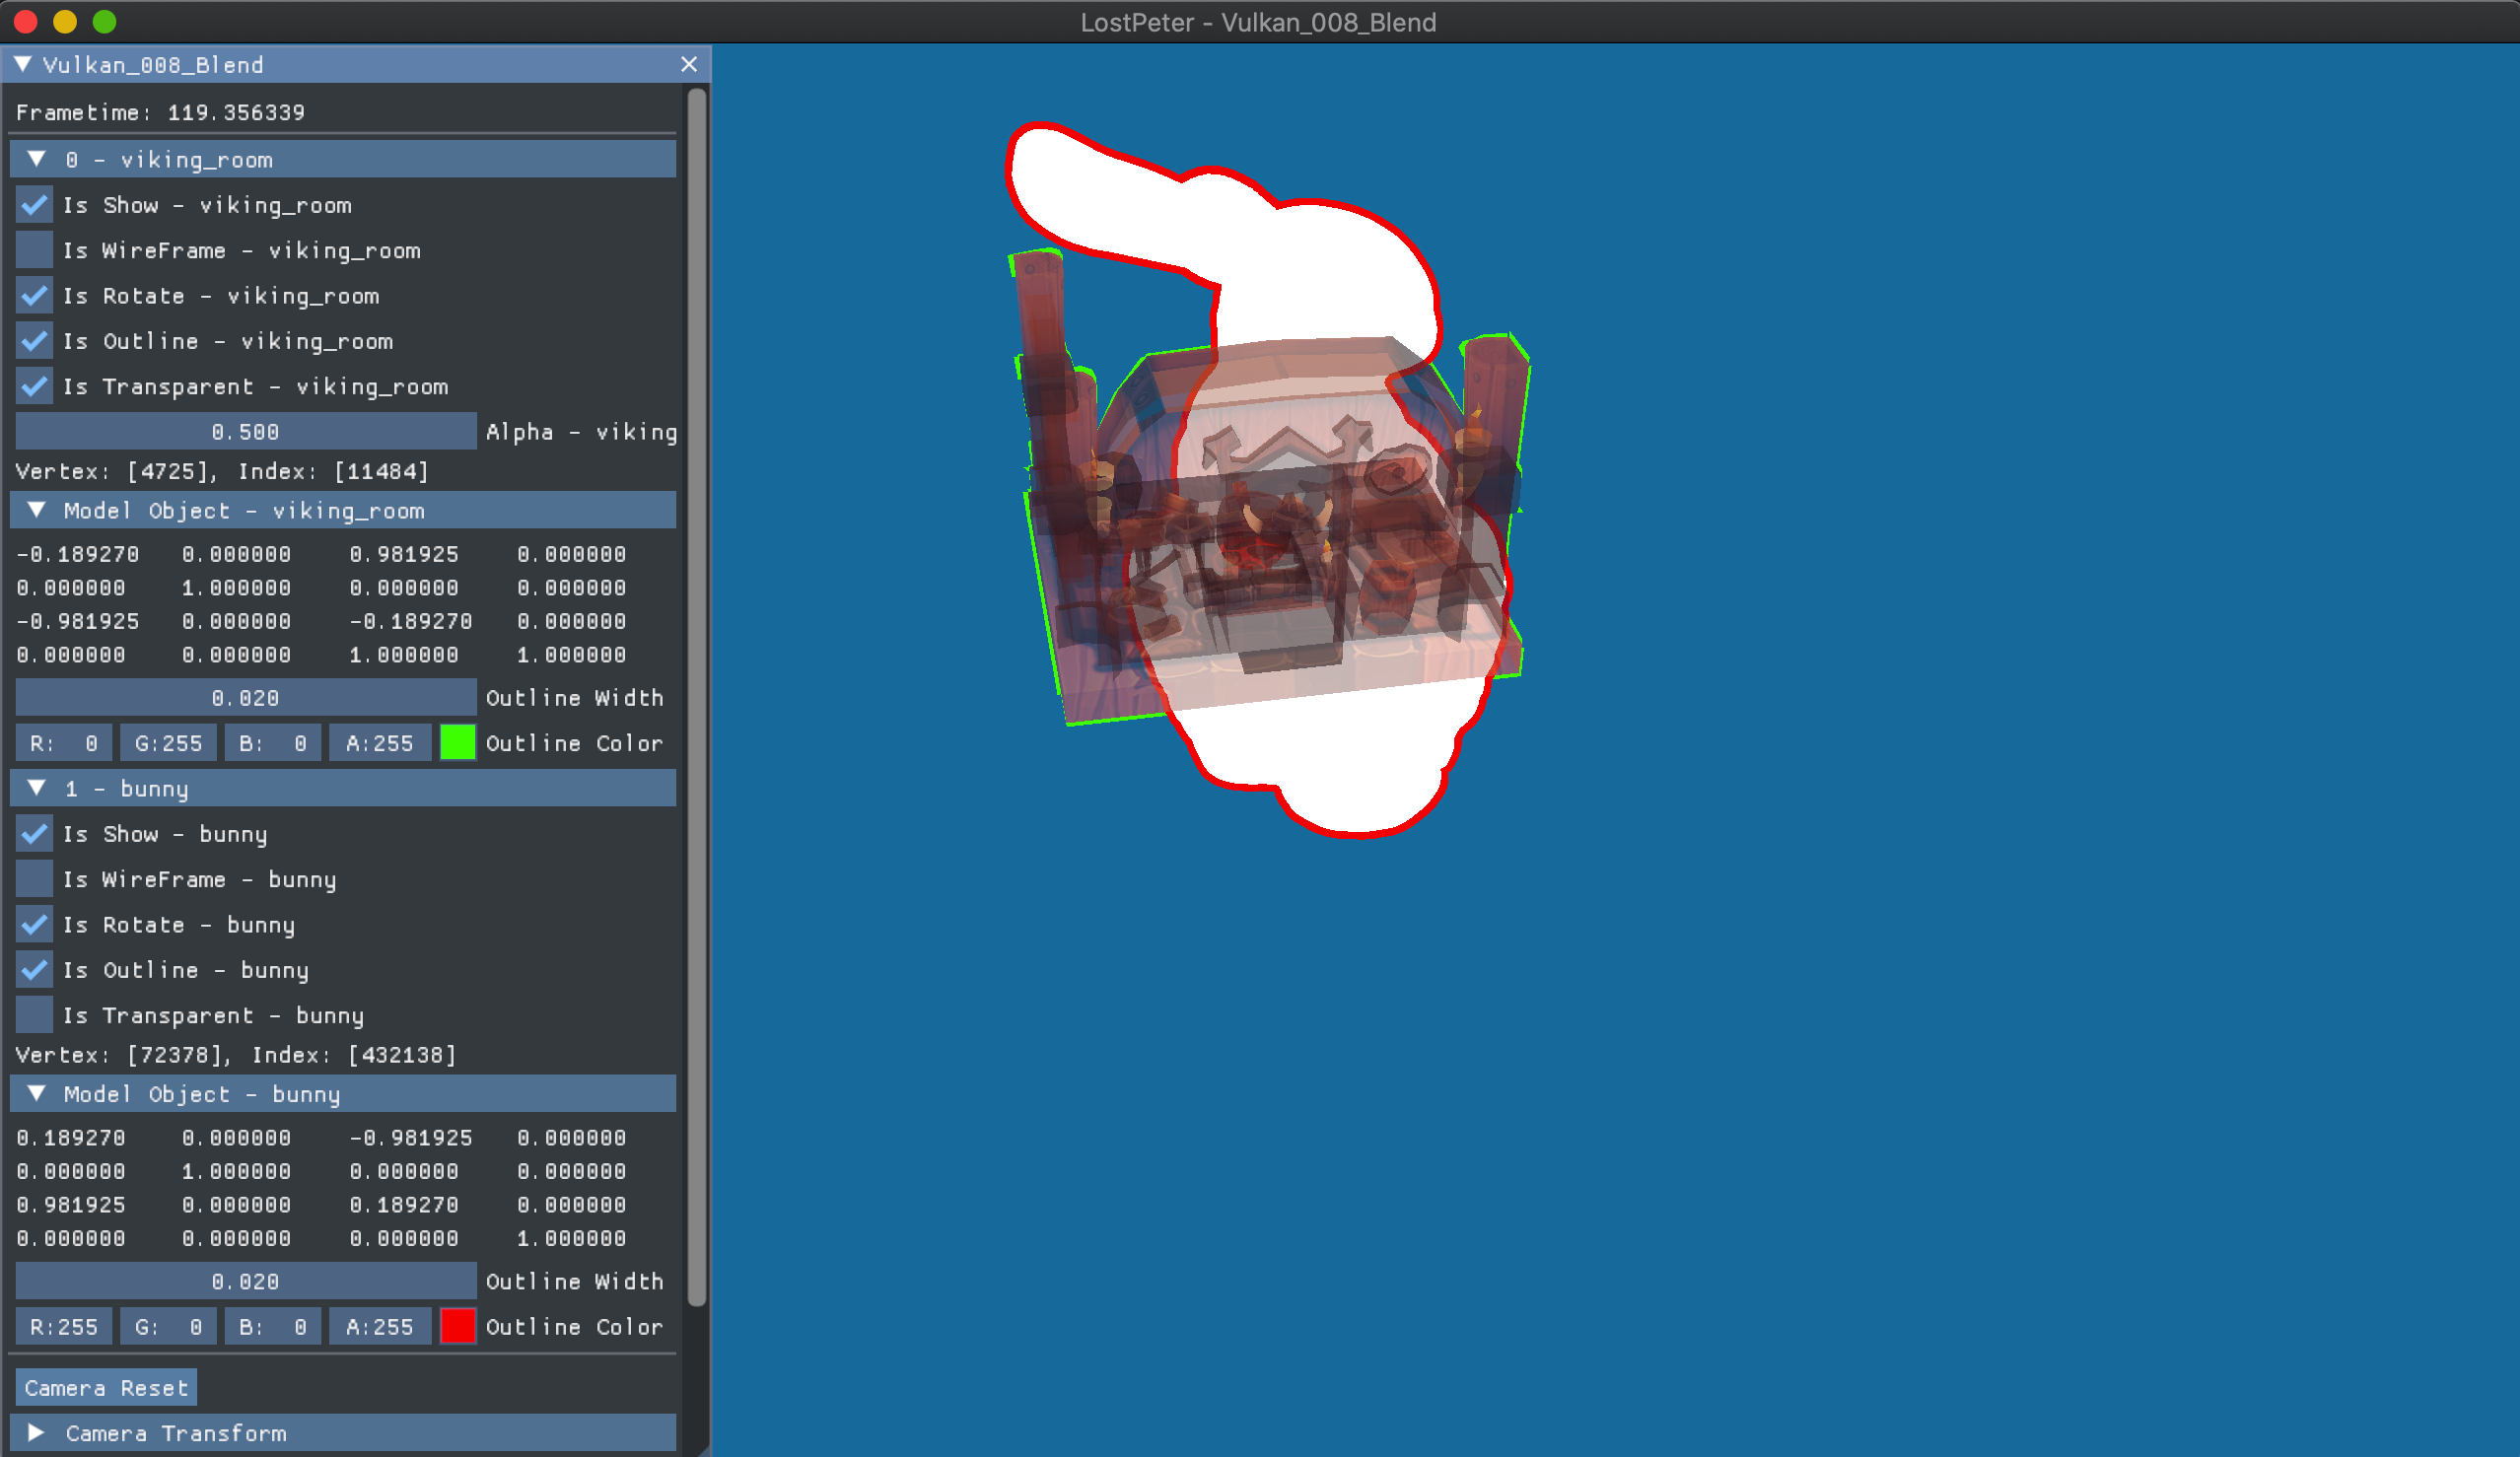 LostPeter - Vulkan_008_Blend
Vulkan_008_Blend
Frametime: 119.356339
0 - viking_room
Is Show - viking_room
Is WireFrame - viking_room
Is Rotate - viking_room
Is Outline - viking_room
Is Transparent - viking_room
0.500 Alpha - viking
Vertex: [4725], Index: [11484]
Model Object - viking_room
-0.189270 0.000000 0.981925 0.000000
0.000000 1.000000 0.000000 0.000000
-0.981925 0.000000 -0.189270 0.000000
0.000000 0.000000 1.000000 1.000000
0.020 Outline Width
R: 0 G:255 B: 0 A:255 Outline Color
1 - bunny
Is Show - bunny
Is WireFrame - bunny
Is Rotate - bunny
Is Outline - bunny
Is Transparent - bunny
Vertex: [72378], Index: [432138]
Model Object - bunny
0.189270 0.000000 -0.981925 0.000000
0.000000 1.000000 0.000000 0.000000
0.981925 0.000000 0.189270 0.000000
0.000000 0.000000 0.000000 1.000000
0.020 Outline Width
R:255 G: 0 B: 0 A:255 Outline Color
Camera Reset
Camera Transform